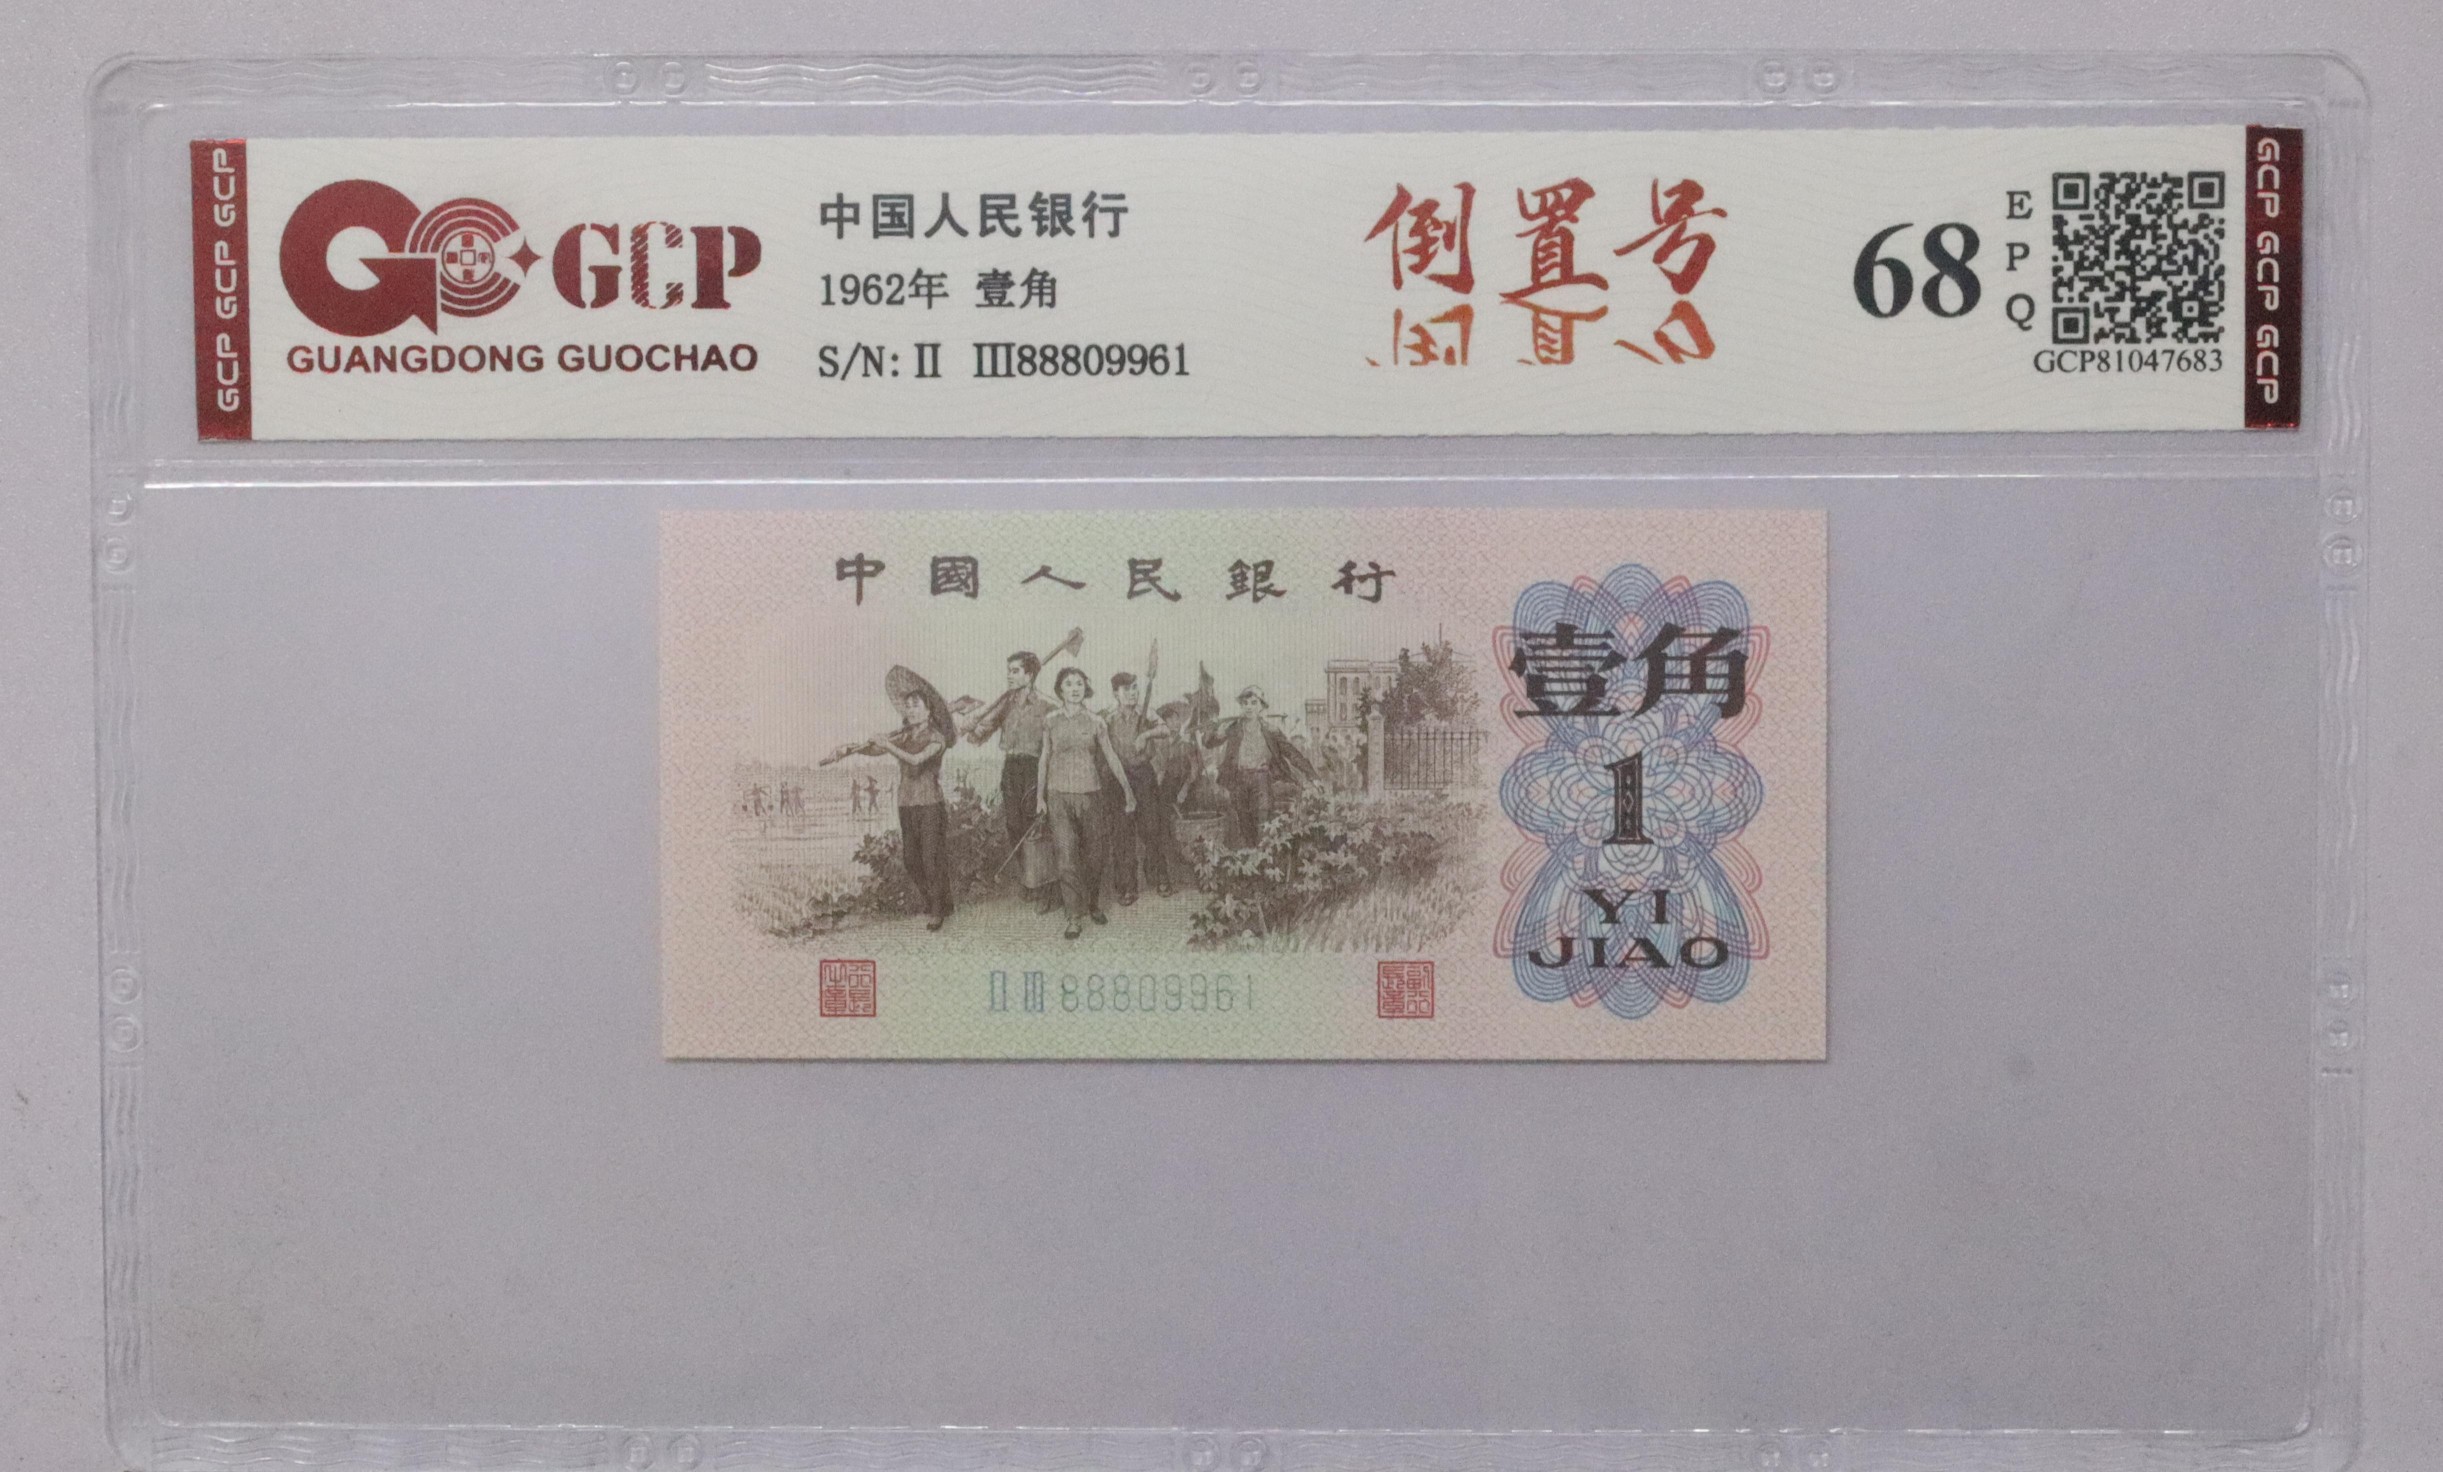 GCP GCP GCP
GCP
GUANGDONG GUOCHAO
中国人民银行
1962年 壹角
S/N: II III88809961
倒置号
68
EPQ
GCP81047683
GCP GCP GCP
中國人民銀行
壹角
1
YI
JIAO
II III 88809961